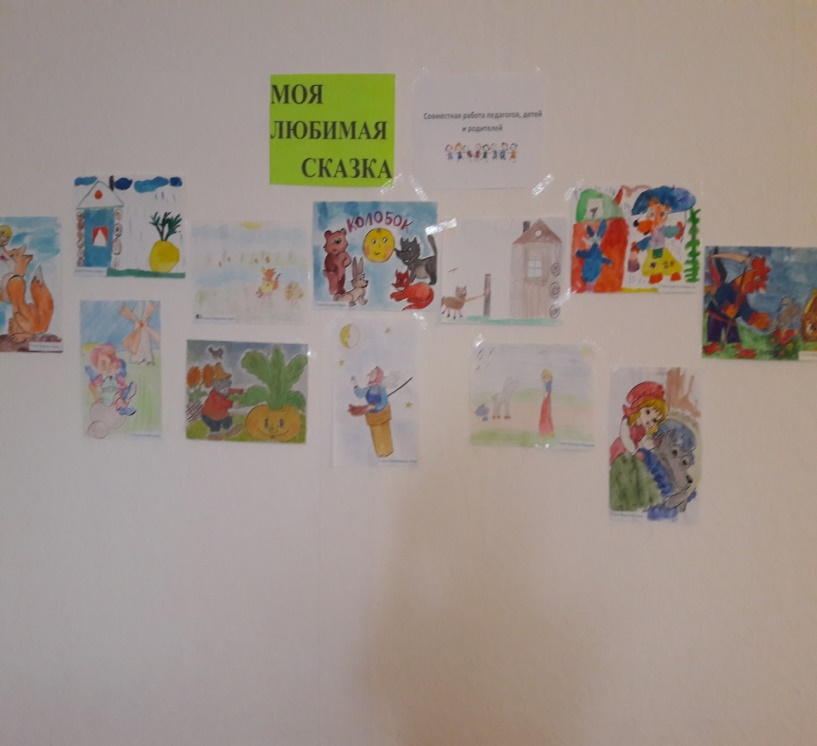 МОЯ
ЛЮБИМАЯ
СКАЗКА
Совместная работа педагогов, детей
и родителей
КОЛОБОК